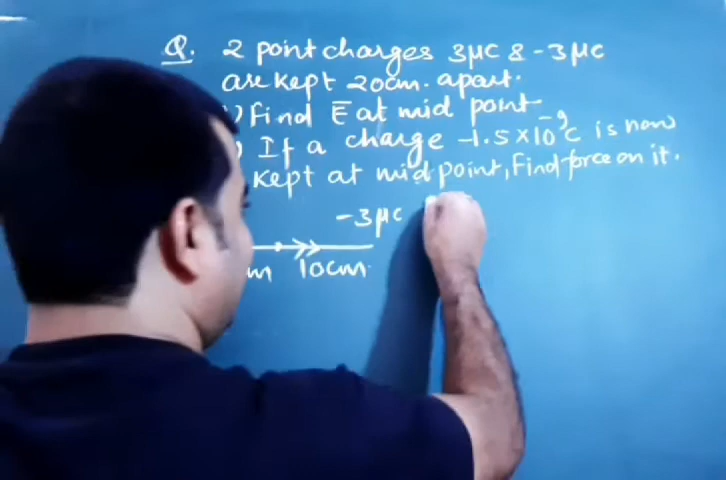 Q. 2 point charges 3μC & -3μC
are kept 20cm. apart.
) Find E at mid point
) If a charge -1.5×10⁻⁹C is now
kept at mid point, Find force on it.
-3μC
m 10cm.